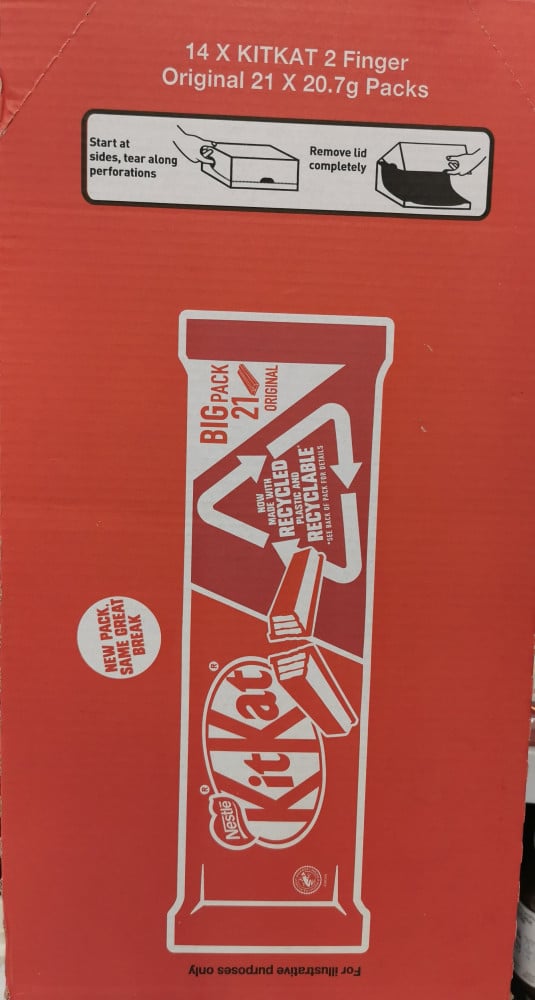 14 X KITKAT 2 Finger
Original 21 X 20.7g Packs
Start at
sides, tear along
perforations
Remove lid
completely
BIG PACK
21
ORIGINAL
NOW
MADE WITH
RECYCLED
PLASTIC AND
RECYCLABLE*
*SEE BACK OF PACK FOR DETAILS
NEW PACK.
SAME GREAT
BREAK
Nestlé®
KitKat®
For illustrative purposes only